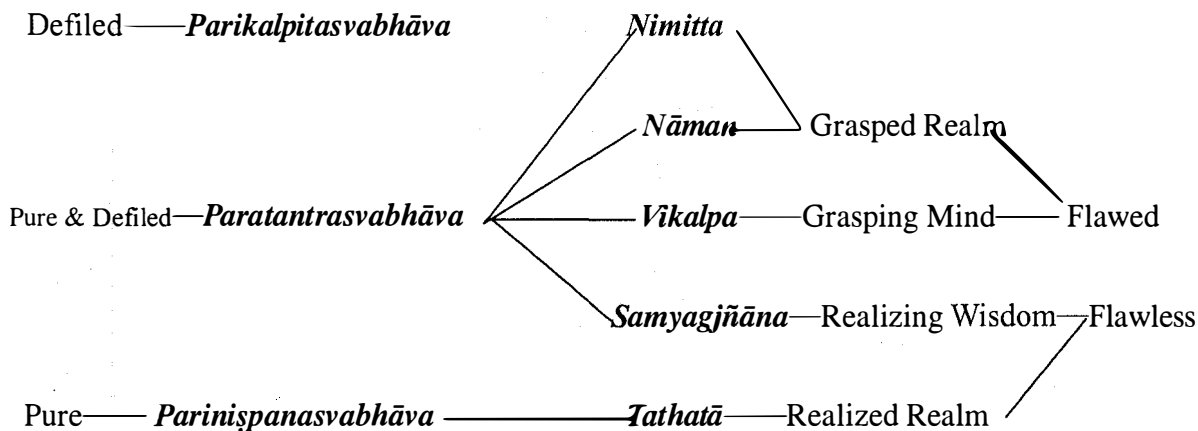 Defiled Parikalpitasvabhāva Nimitta
Nāman Grasped Realm
Pure & Defiled Paratantrasvabhāva Vikalpa Grasping Mind Flawed
Samyagjñāna Realizing Wisdom Flawless
Pure Pariniṣpanasvabhāva Tathatā Realized Realm